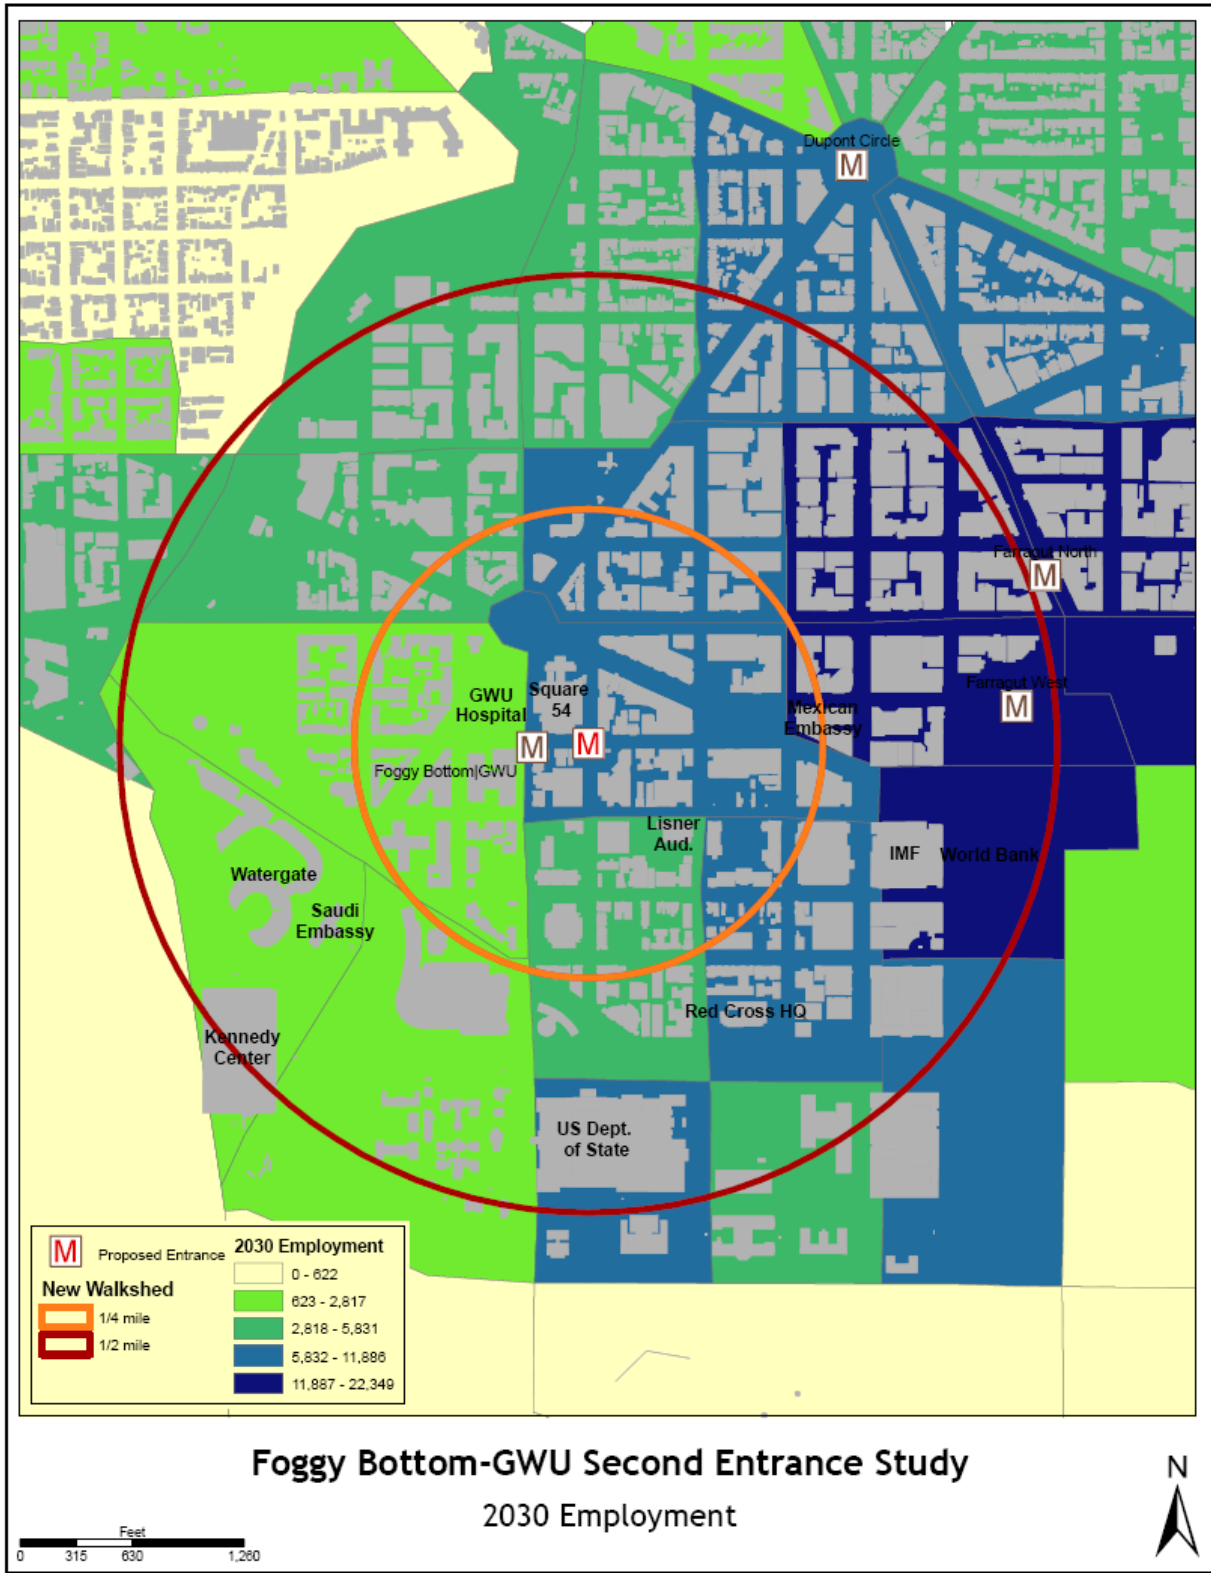 Dupont Circle
M
Farragut North
M
Farragut West
M
GWU
Hospital
Square
54
Mexican
Embassy
M
M
Foggy Bottom|GWU
Lisner
Aud.
IMF
World Bank
Watergate
Saudi
Embassy
Red Cross HQ
Kennedy
Center
US Dept.
of State
M Proposed Entrance
New Walkshed
1/4 mile
1/2 mile
2030 Employment
0 - 622
623 - 2,817
2,818 - 5,831
5,832 - 11,886
11,887 - 22,349
Foggy Bottom-GWU Second Entrance Study
2030 Employment
N
Feet
0 315 630 1,260